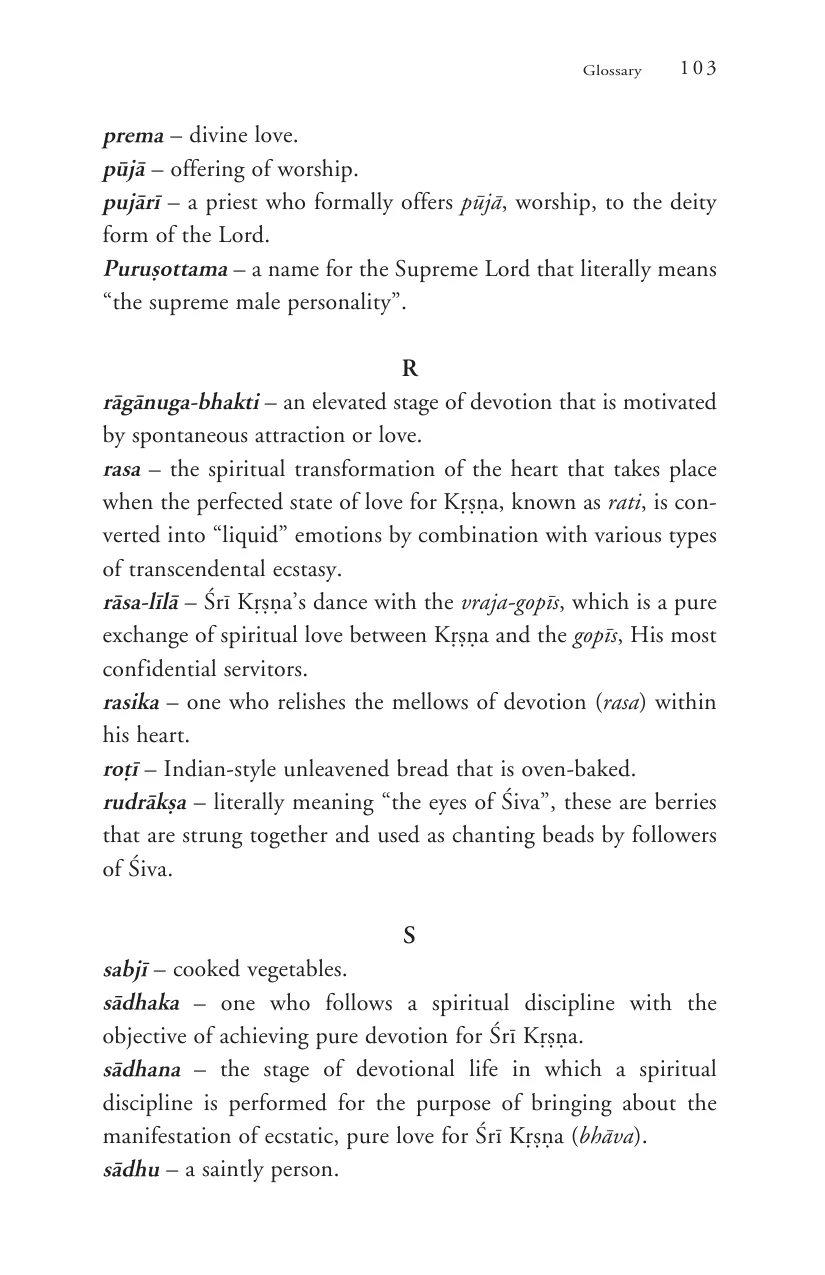 Glossary 103
prema – divine love.
pūjā – offering of worship.
pujārī – a priest who formally offers pūjā, worship, to the deity
form of the Lord.
Puruṣottama – a name for the Supreme Lord that literally means
“the supreme male personality”.
R
rāgānuga-bhakti – an elevated stage of devotion that is motivated
by spontaneous attraction or love.
rasa – the spiritual transformation of the heart that takes place
when the perfected state of love for Kṛṣṇa, known as rati, is con-
verted into “liquid” emotions by combination with various types
of transcendental ecstasy.
rāsa-līlā – Śrī Kṛṣṇa’s dance with the vraja-gopīs, which is a pure
exchange of spiritual love between Kṛṣṇa and the gopīs, His most
confidential servitors.
rasika – one who relishes the mellows of devotion (rasa) within
his heart.
roṭī – Indian-style unleavened bread that is oven-baked.
rudrākṣa – literally meaning “the eyes of Śiva”, these are berries
that are strung together and used as chanting beads by followers
of Śiva.
S
sabjī – cooked vegetables.
sādhaka – one who follows a spiritual discipline with the
objective of achieving pure devotion for Śrī Kṛṣṇa.
sādhana – the stage of devotional life in which a spiritual
discipline is performed for the purpose of bringing about the
manifestation of ecstatic, pure love for Śrī Kṛṣṇa (bhāva).
sādhu – a saintly person.